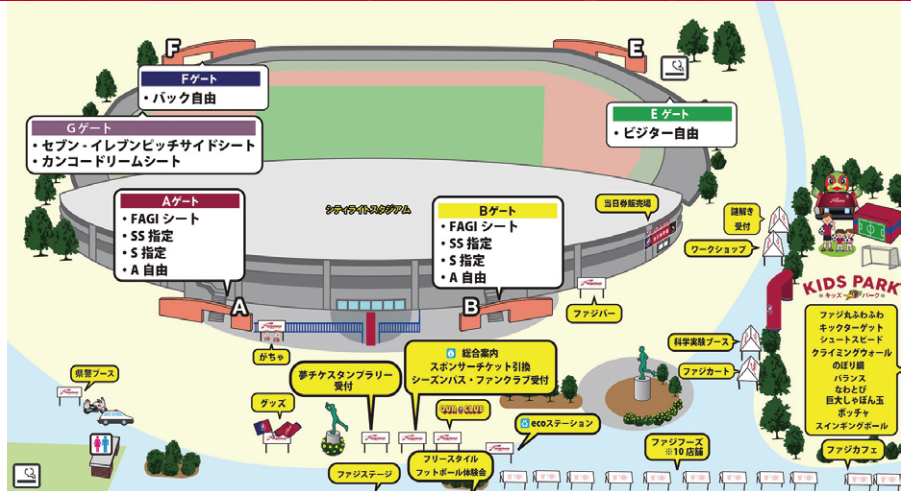 F
E
Fゲート
・バック自由
Gゲート
・セブン‐イレブンピッチサイドシート
・カンコードリームシート
Eゲート
・ビジター自由
Aゲート
・FAGI シート
・SS 指定
・S 指定
・A 自由
シティライトスタジアム
Bゲート
・FAGI シート
・SS 指定
・S 指定
・A 自由
当日券販売場
謎解き
受付
ワークショップ
A
B
ファジバー
がちゃ
KIDS PARK
キッズ パーク
ファジ丸ふわふわ
キックターゲット
シュートスピード
クライミングウォール
のぼり綱
バランス
なわとび
巨大しゃぼん玉
ボッチャ
スイングボール
科学実験ブース
ファジカート
県警ブース
グッズ
夢チケスタンプラリー
受付
総合案内
スポンサーチケット引換
シーズンパス・ファンクラブ受付
OUR CLUB
ecoステーション
ファジステージ
フリースタイル
フットボール体験会
ファジフーズ
※10店舗
ファジカフェ